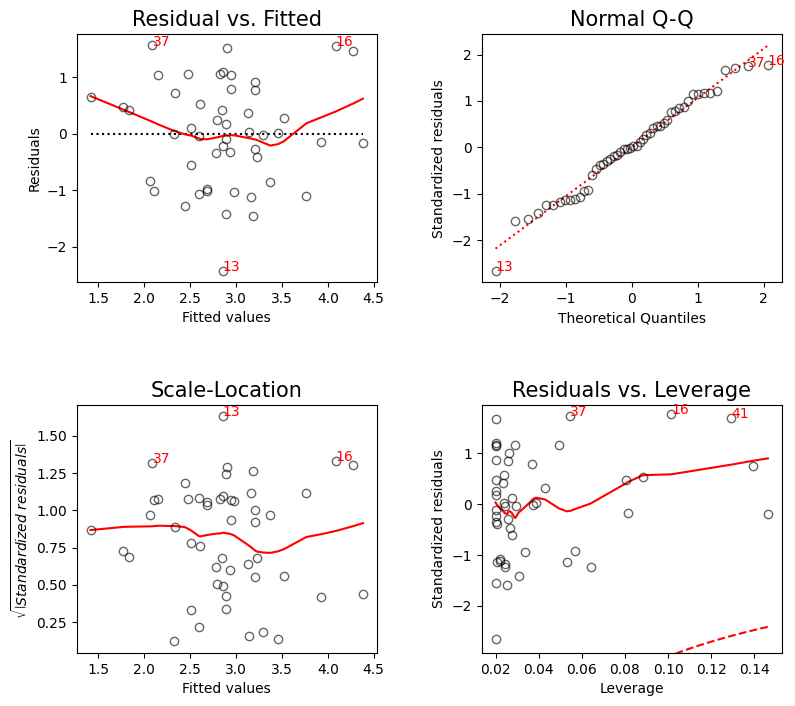 Residual vs. Fitted
37
16
13
1
0
−1
−2
Residuals
1.5 2.0 2.5 3.0 3.5 4.0 4.5
Fitted values
Normal Q-Q
37
16
13
2
1
0
−1
−2
Standardized residuals
−2 −1 0 1 2
Theoretical Quantiles
Scale-Location
13
37
16
1.50
1.25
1.00
0.75
0.50
0.25
√|Standardized residuals|
1.5 2.0 2.5 3.0 3.5 4.0 4.5
Fitted values
Residuals vs. Leverage
37
16
41
1
0
−1
−2
Standardized residuals
0.02 0.04 0.06 0.08 0.10 0.12 0.14
Leverage